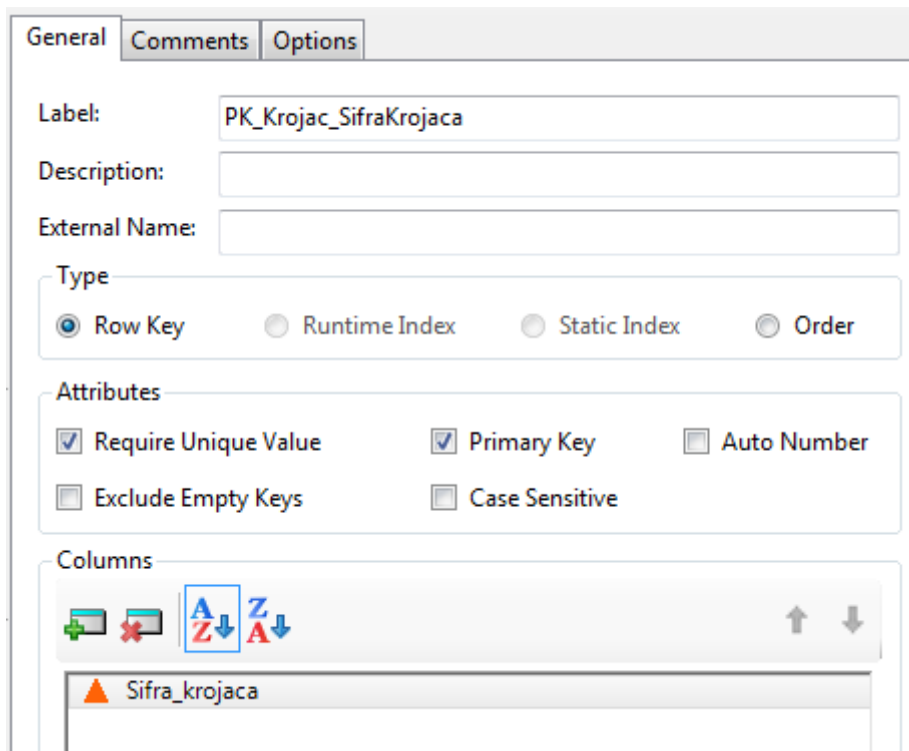 General Comments Options
Label: PK_Krojac_SifraKrojaca
Description:
External Name:
Type
Row Key Runtime Index Static Index Order
Attributes
Require Unique Value Primary Key Auto Number
Exclude Empty Keys Case Sensitive
Columns
A Z Z A
Sifra_krojaca